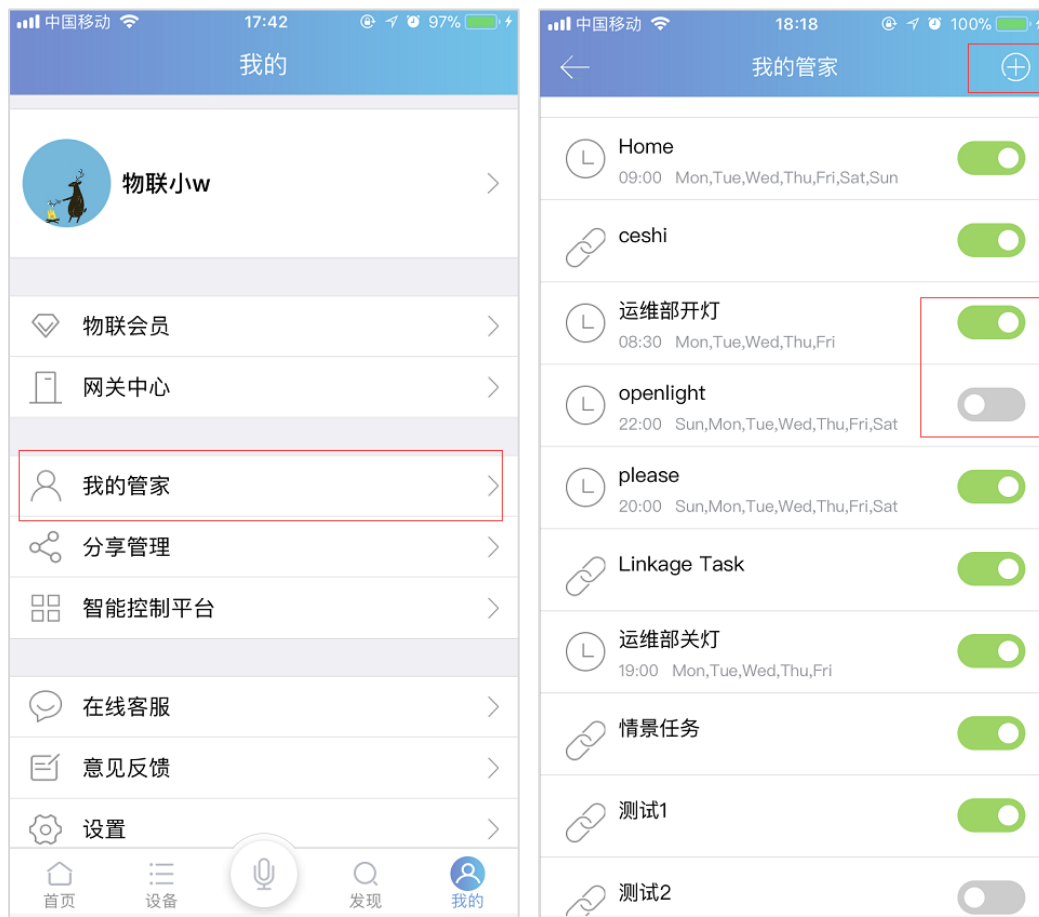 中国移动 17:42 97%
我的
物联小w
物联会员
网关中心
我的管家
分享管理
智能控制平台
在线客服
意见反馈
设置
首页 设备 发现 我的
中国移动 18:18 100%
我的管家
Home
09:00 Mon,Tue,Wed,Thu,Fri,Sat,Sun
ceshi
运维部开灯
08:30 Mon,Tue,Wed,Thu,Fri
openlight
22:00 Sun,Mon,Tue,Wed,Thu,Fri,Sat
please
20:00 Sun,Mon,Tue,Wed,Thu,Fri,Sat
Linkage Task
运维部关灯
19:00 Mon,Tue,Wed,Thu,Fri
情景任务
测试1
测试2